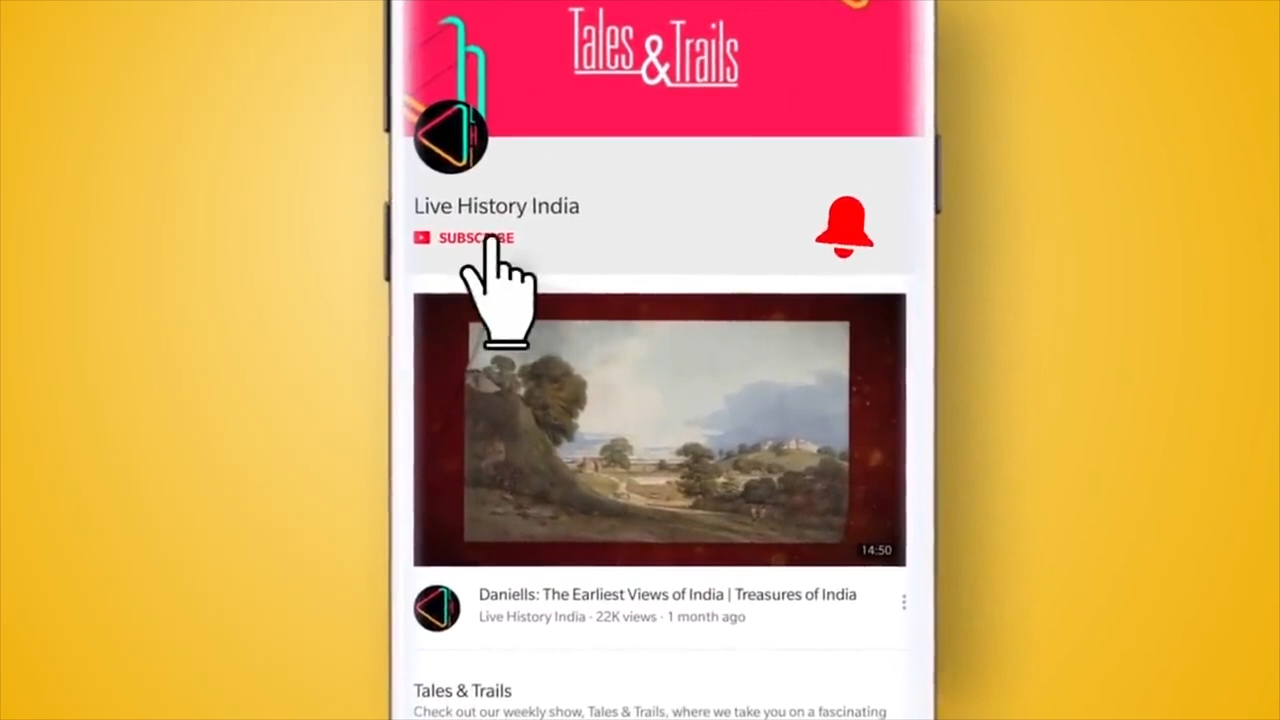 Tales & Trails
Live History India
SUBSCRIBE
14:50
Daniells: The Earliest Views of India | Treasures of India
Live History India · 22K views · 1 month ago
Tales & Trails
Check out our weekly show, Tales & Trails, where we take you on a fascinating